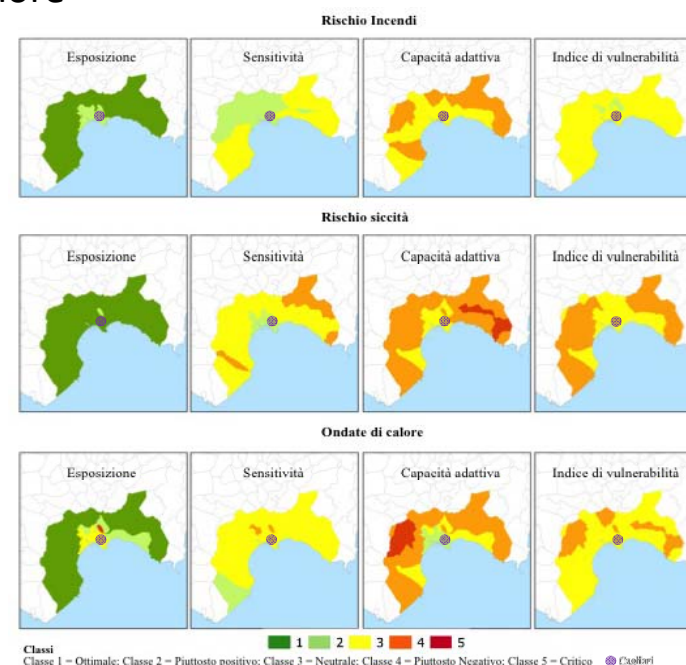 Rischio Incendi
Esposizione Sensitività Capacità adattiva Indice di vulnerabilità
Rischio siccità
Esposizione Sensitività Capacità adattiva Indice di vulnerabilità
Ondate di calore
Esposizione Sensitività Capacità adattiva Indice di vulnerabilità
1 2 3 4 5
Classi
Classe 1 = Ottimale; Classe 2 = Piuttosto positivo; Classe 3 = Neutrale; Classe 4 = Piuttosto Negativo; Classe 5 = Critico Cagliari